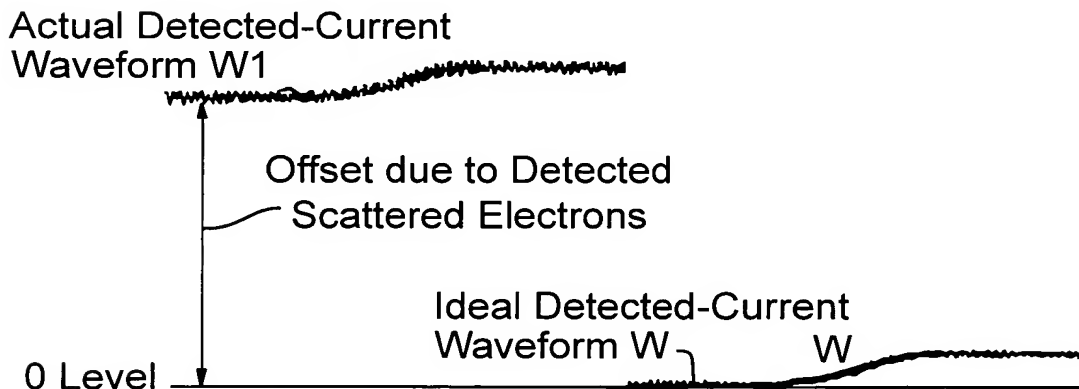 Actual Detected-Current
Waveform W1
Offset due to Detected
Scattered Electrons
Ideal Detected-Current
Waveform W
W
0 Level